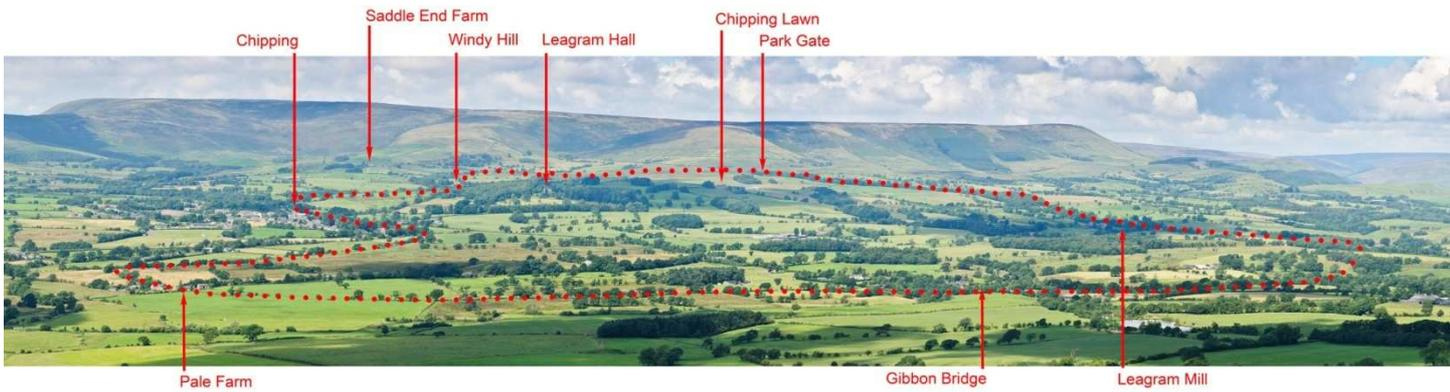 Saddle End Farm
Chipping Lawn
Chipping
Windy Hill
Leagram Hall
Park Gate
Pale Farm
Gibbon Bridge
Leagram Mill